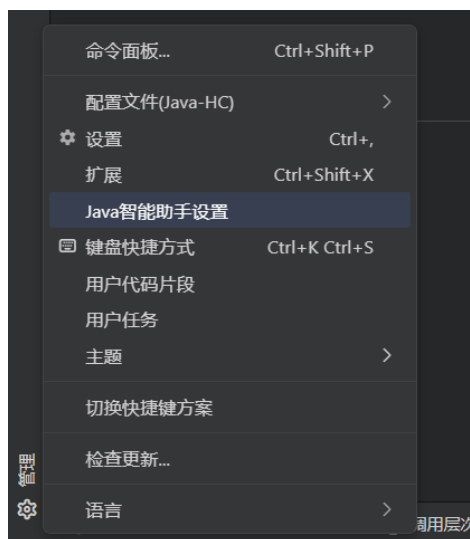 命令面板... Ctrl+Shift+P
配置文件(Java-HC)
设置 Ctrl+,
扩展 Ctrl+Shift+X
Java智能助手设置
键盘快捷方式 Ctrl+K Ctrl+S
用户代码片段
用户任务
主题
切换快捷键方案
检查更新...
管理
语言
调用层次